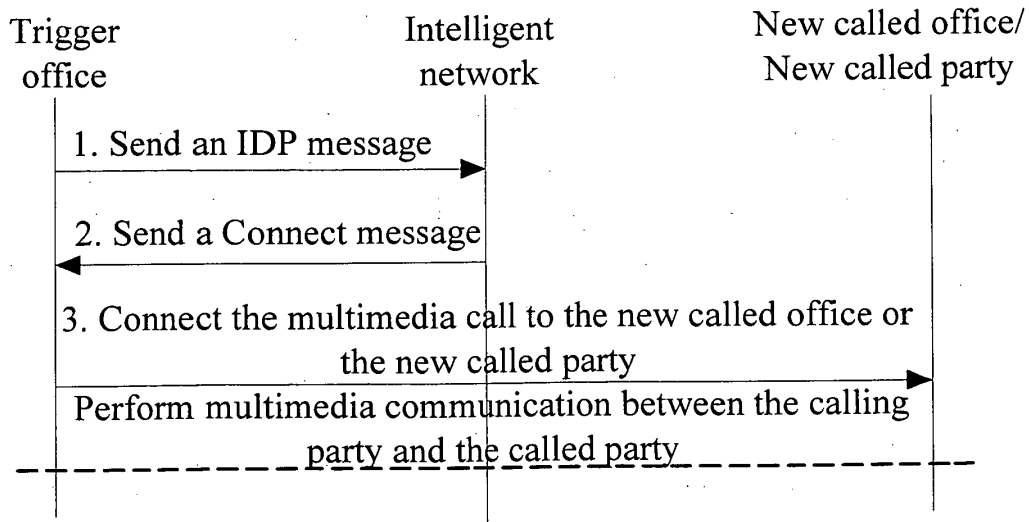 Trigger
office
Intelligent
network
New called office/
New called party
1. Send an IDP message
2. Send a Connect message
3. Connect the multimedia call to the new called office or
the new called party
Perform multimedia communication between the calling
party and the called party